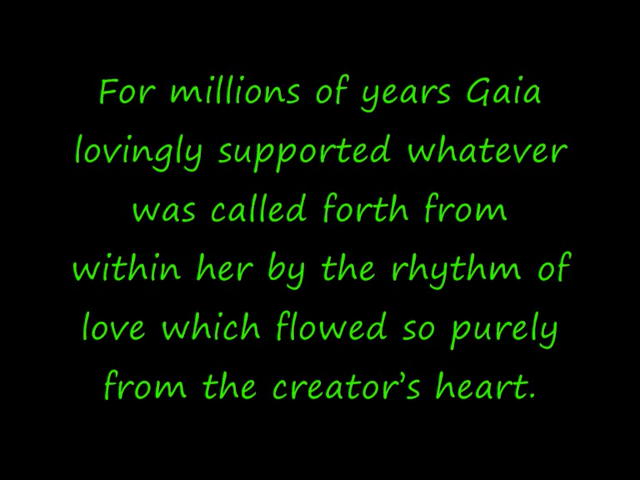 For millions of years Gaia
lovingly supported whatever
was called forth from
within her by the rhythm of
love which flowed so purely
from the creator’s heart.